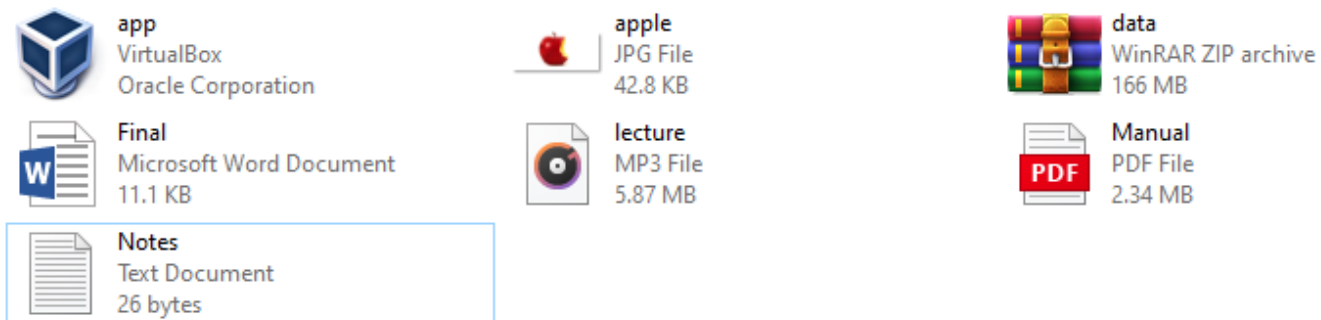 app
VirtualBox
Oracle Corporation
apple
JPG File
42.8 KB
data
WinRAR ZIP archive
166 MB
Final
Microsoft Word Document
11.1 KB
W
lecture
MP3 File
5.87 MB
Manual
PDF File
2.34 MB
PDF
Notes
Text Document
26 bytes